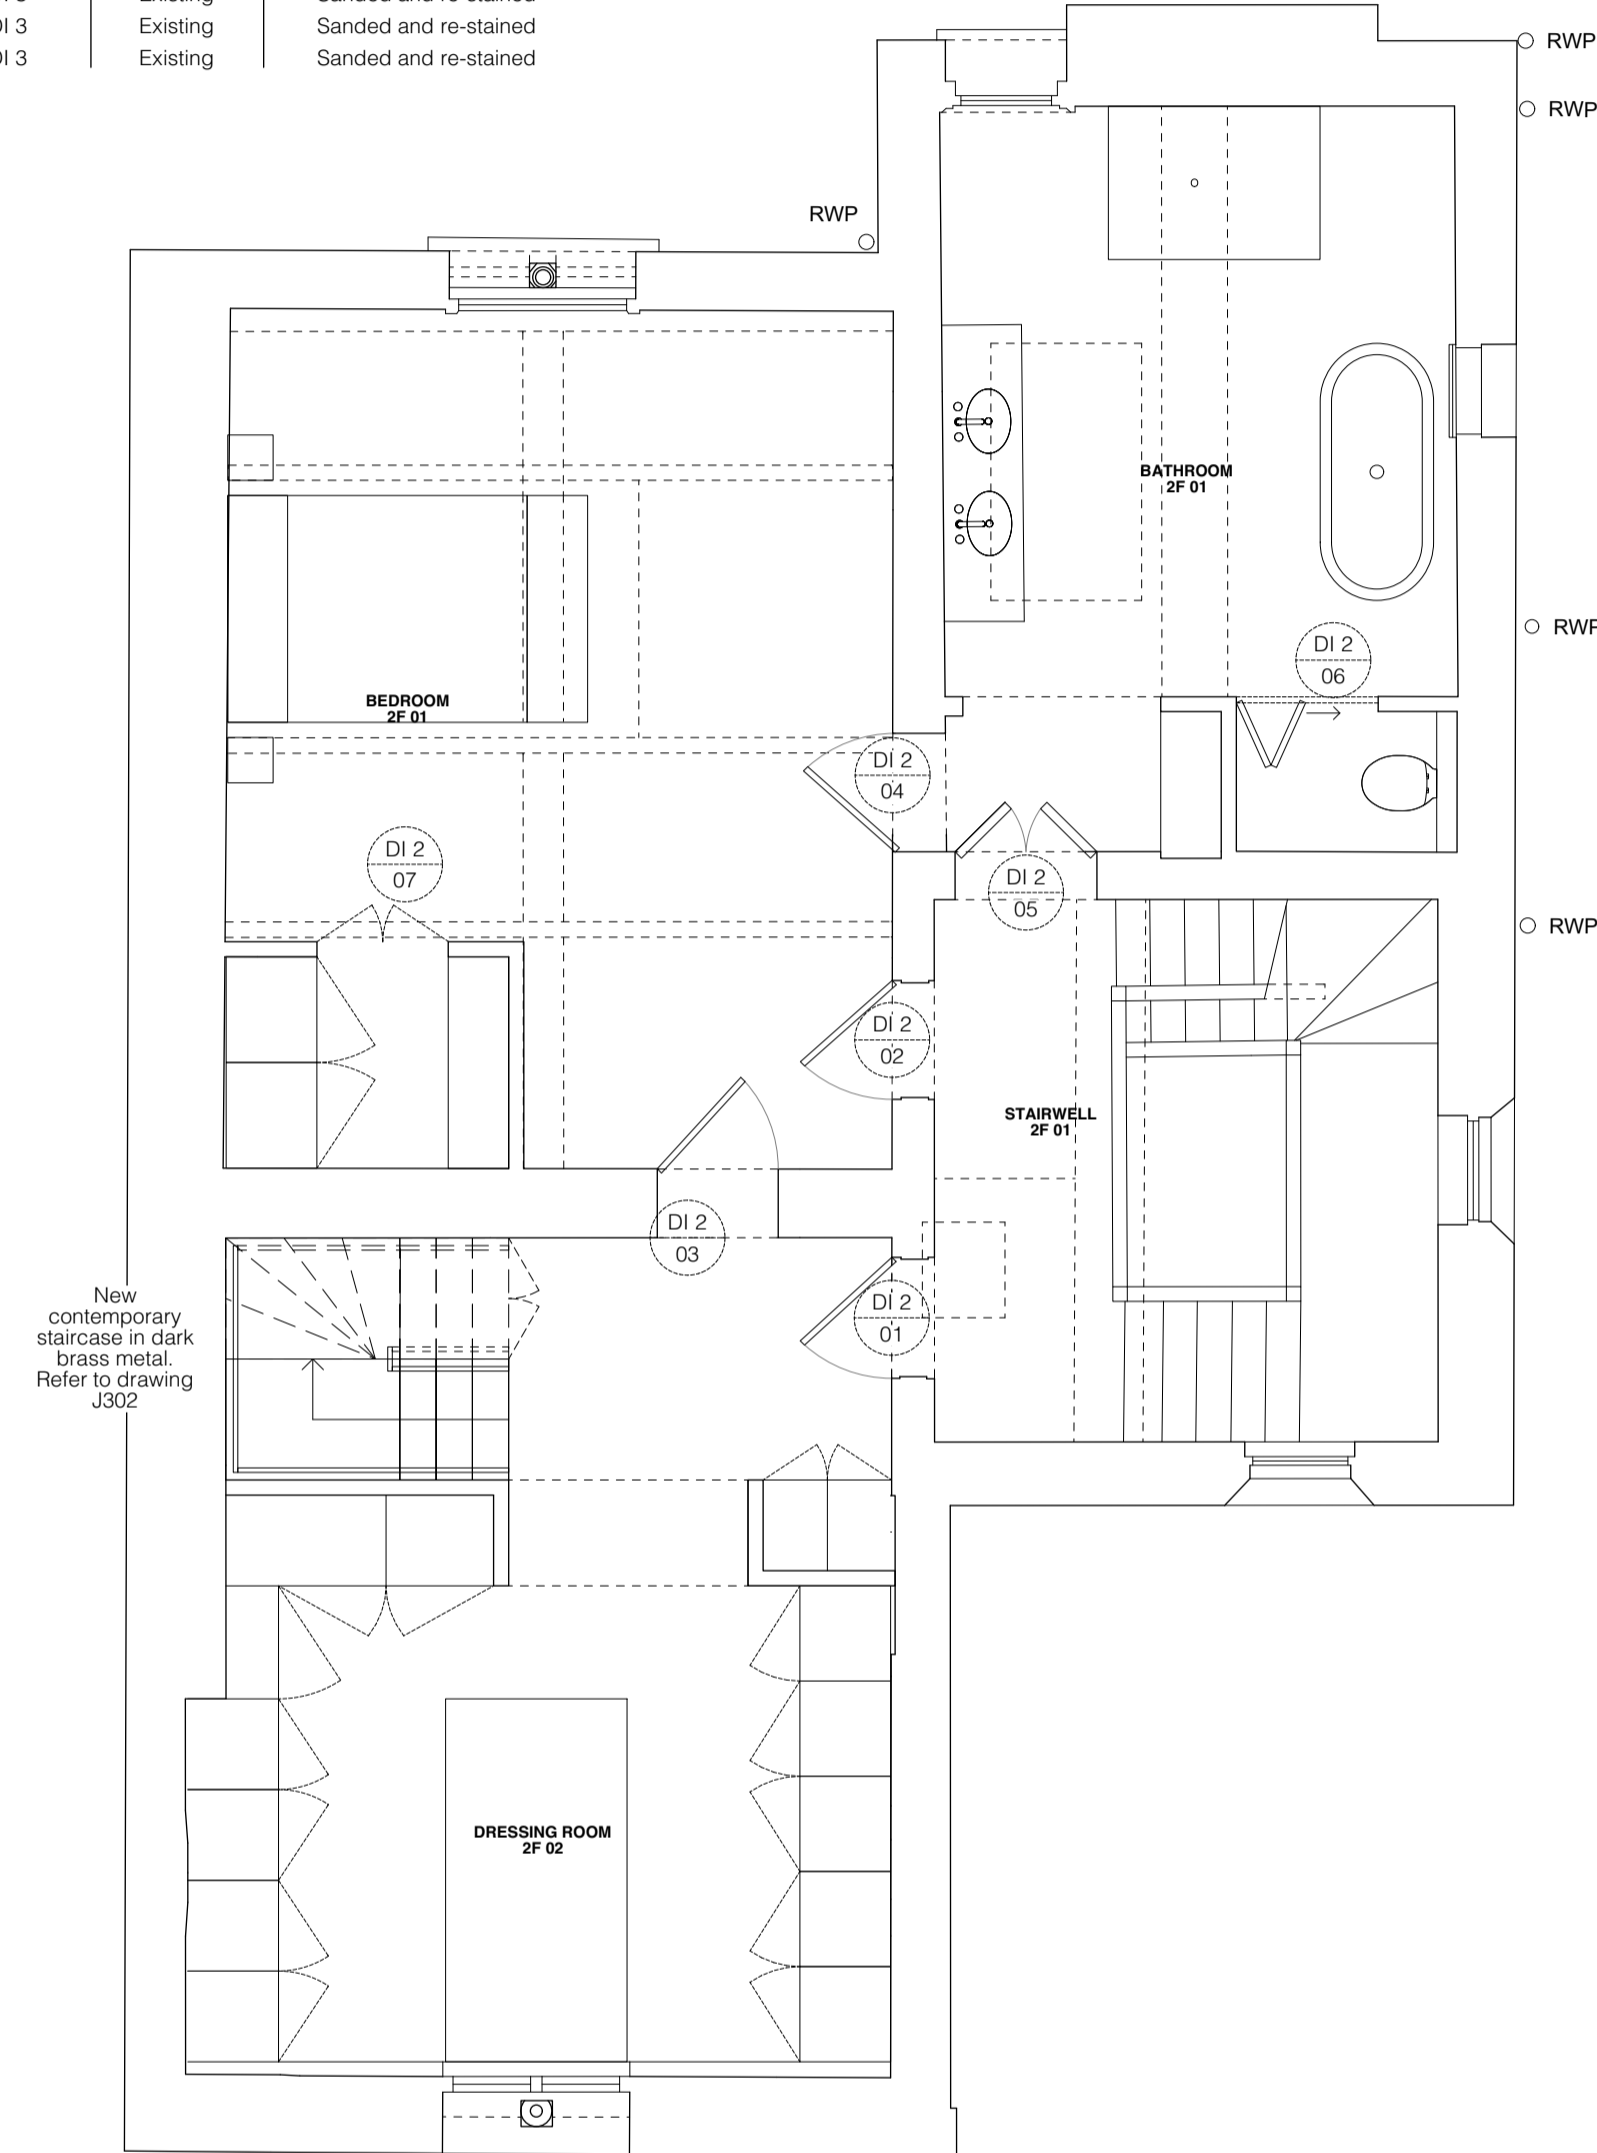 DI 3 Existing Sanded and re-stained
DI 3 Existing Sanded and re-stained
RWP
RWP
RWP
BATHROOM
2F 01
RWP
DI 2
06
BEDROOM
2F 01
DI 2
04
DI 2
07
DI 2
05
RWP
DI 2
02
STAIRWELL
2F 01
DI 2
03
DI 2
01
New
contemporary
staircase in dark
brass metal.
Refer to drawing
J302
DRESSING ROOM
2F 02